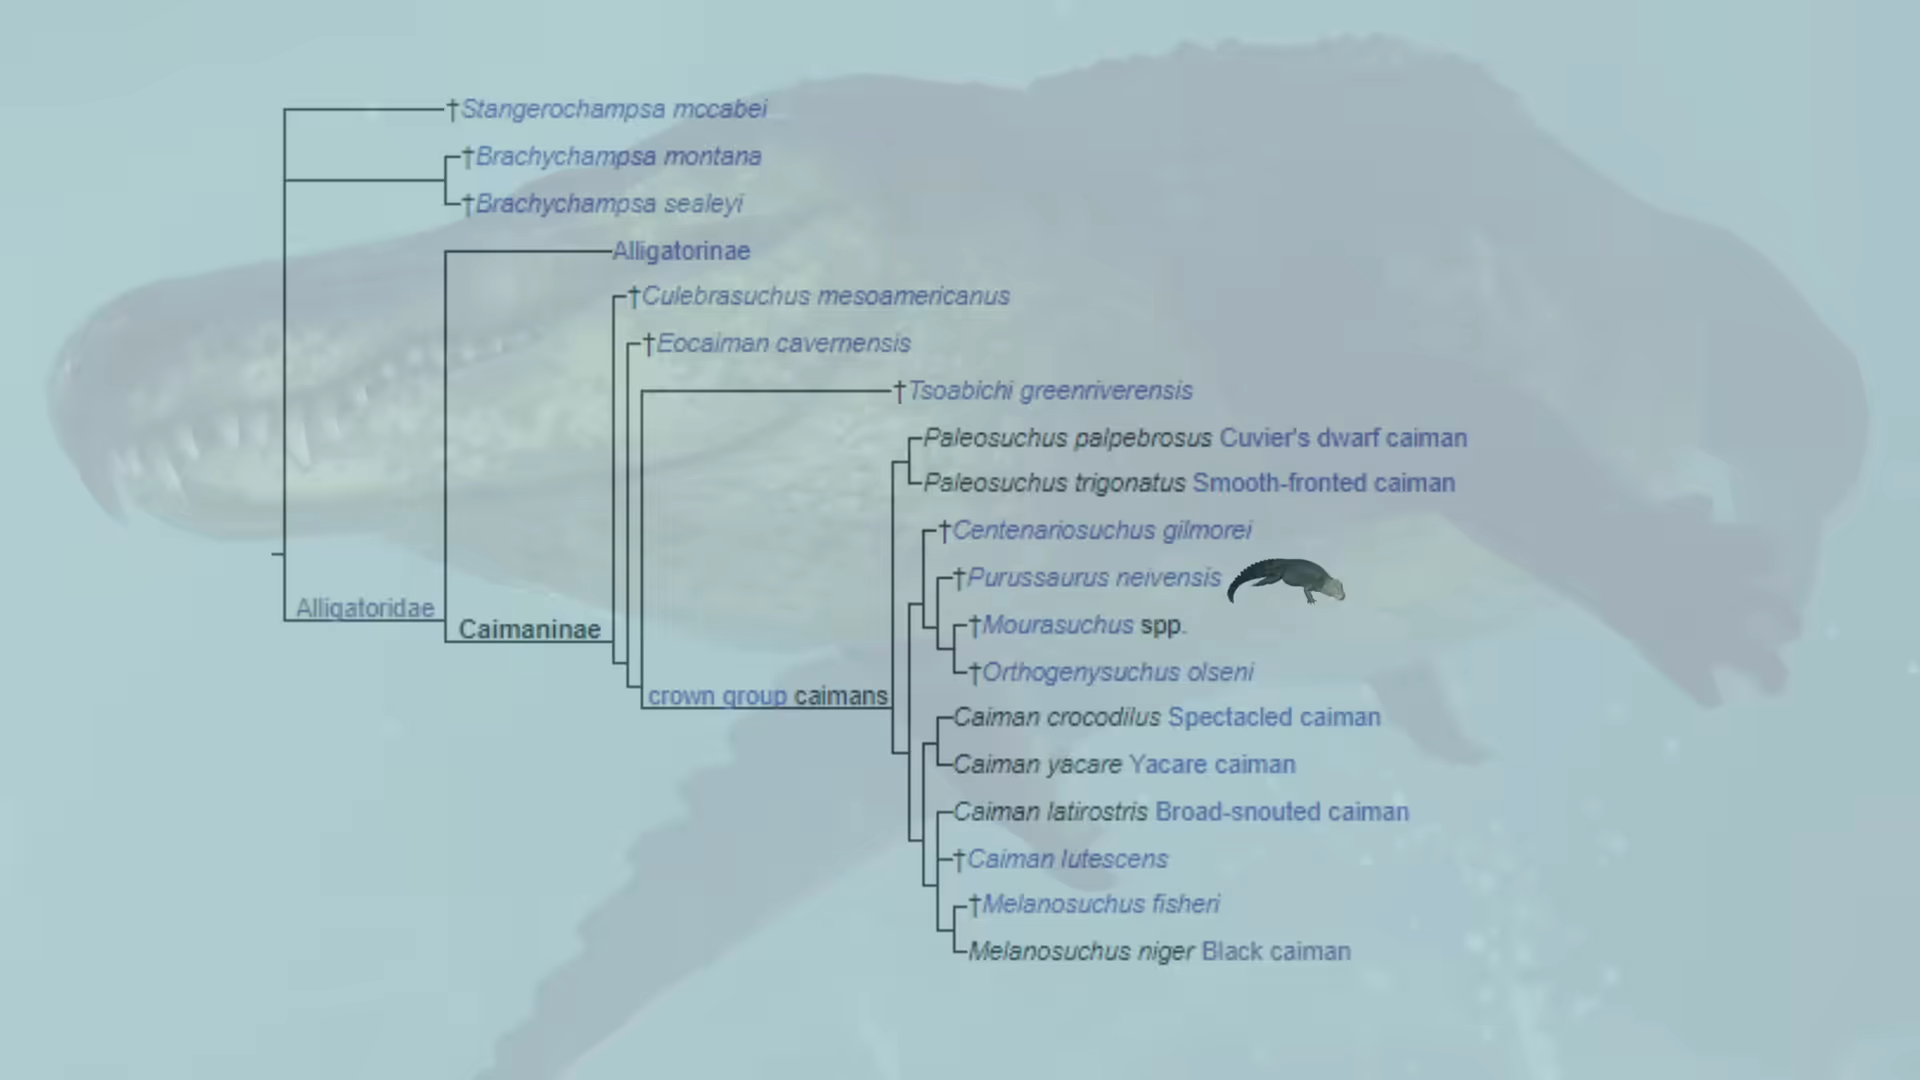 †Stangerochampsa mccabei
†Brachychampsa montana
†Brachychampsa sealeyi
Alligatorinae
†Culebrasuchus mesoamericanus
†Eocaiman cavernensis
†Tsoabichi greenriverensis
Paleosuchus palpebrosus Cuvier's dwarf caiman
Paleosuchus trigonatus Smooth-fronted caiman
†Centenariosuchus gilmorei
†Purussaurus neivensis
Alligatoridae
Caimaninae
†Mourasuchus spp.
†Orthogenysuchus olseni
crown group caimans
Caiman crocodilus Spectacled caiman
Caiman yacare Yacare caiman
Caiman latirostris Broad-snouted caiman
†Caiman lutescens
†Melanosuchus fisheri
Melanosuchus niger Black caiman